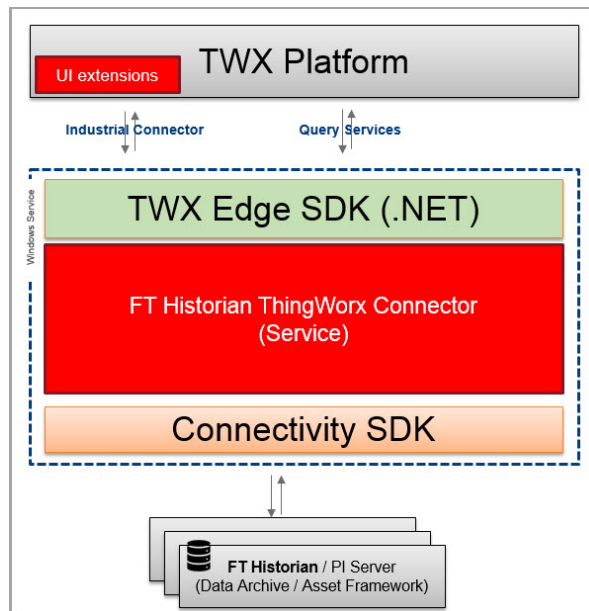 TWX Platform
UI extensions
Industrial Connector
Query Services
Windows Service
TWX Edge SDK (.NET)
FT Historian ThingWorx Connector
(Service)
Connectivity SDK
FT Historian / PI Server
(Data Archive / Asset Framework)